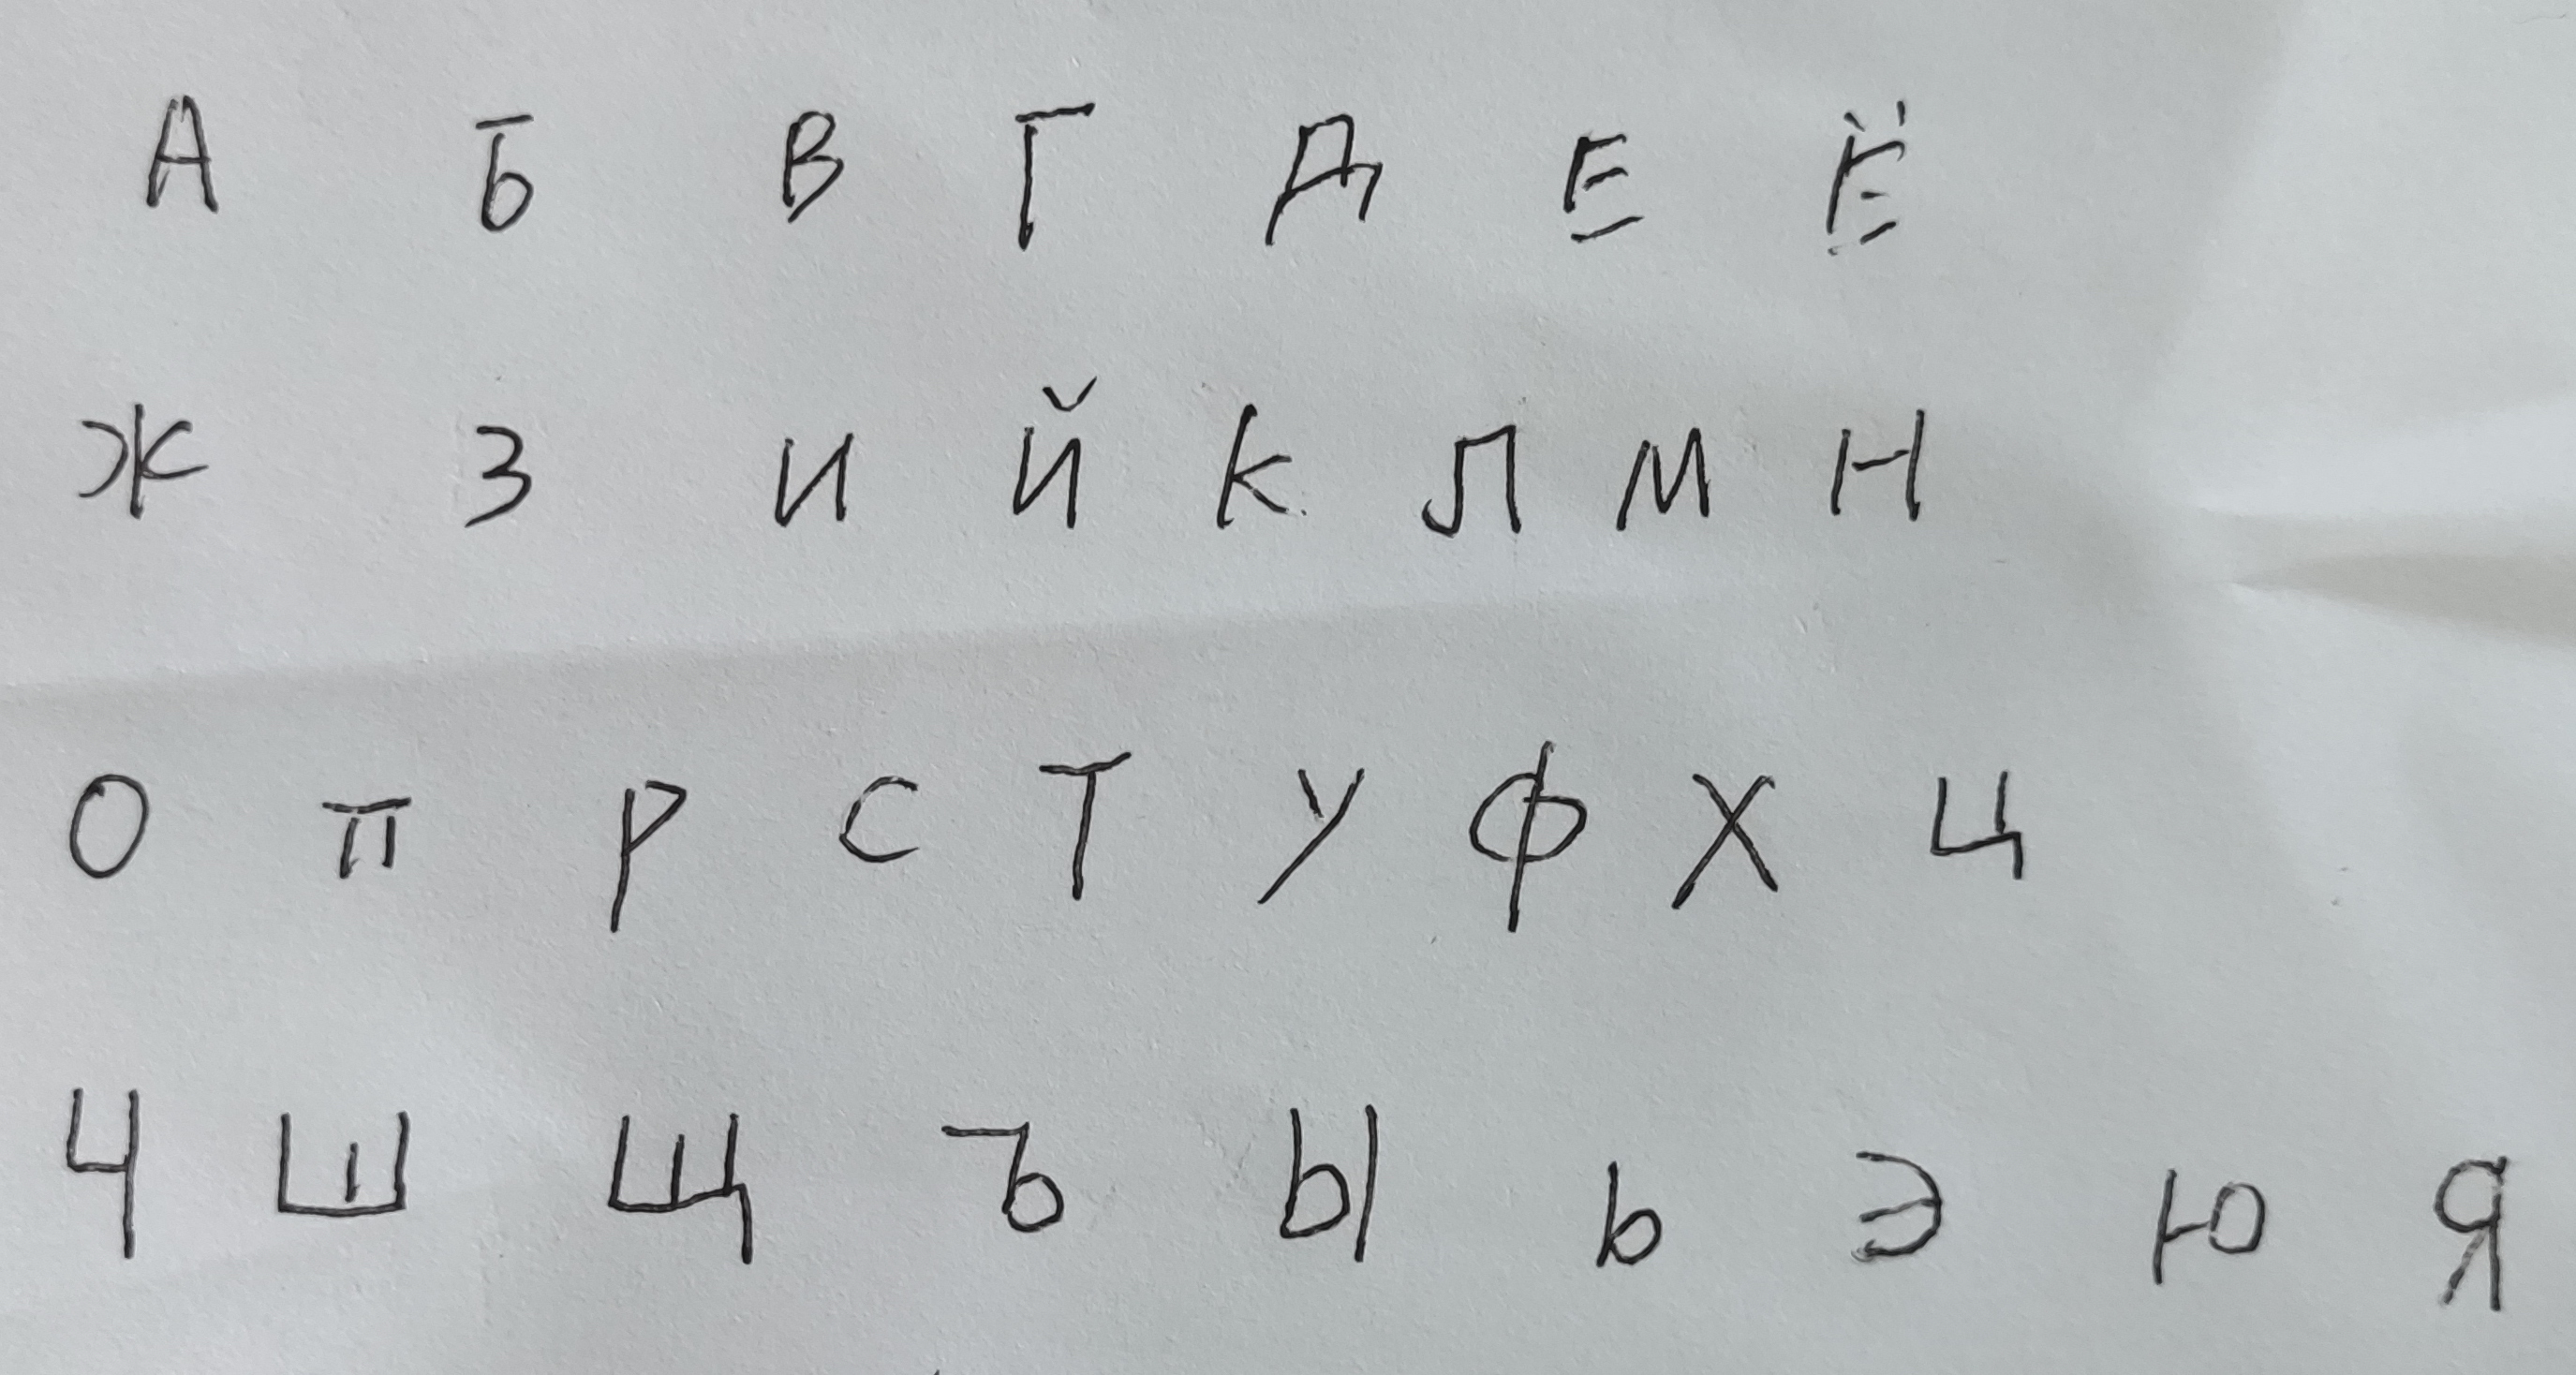 А Б В Г Д Е Ё
Ж З И Й К Л М Н
О П Р С Т У Ф Х Ц
Ч Ш Щ Ъ Ы Ь Э Ю Я